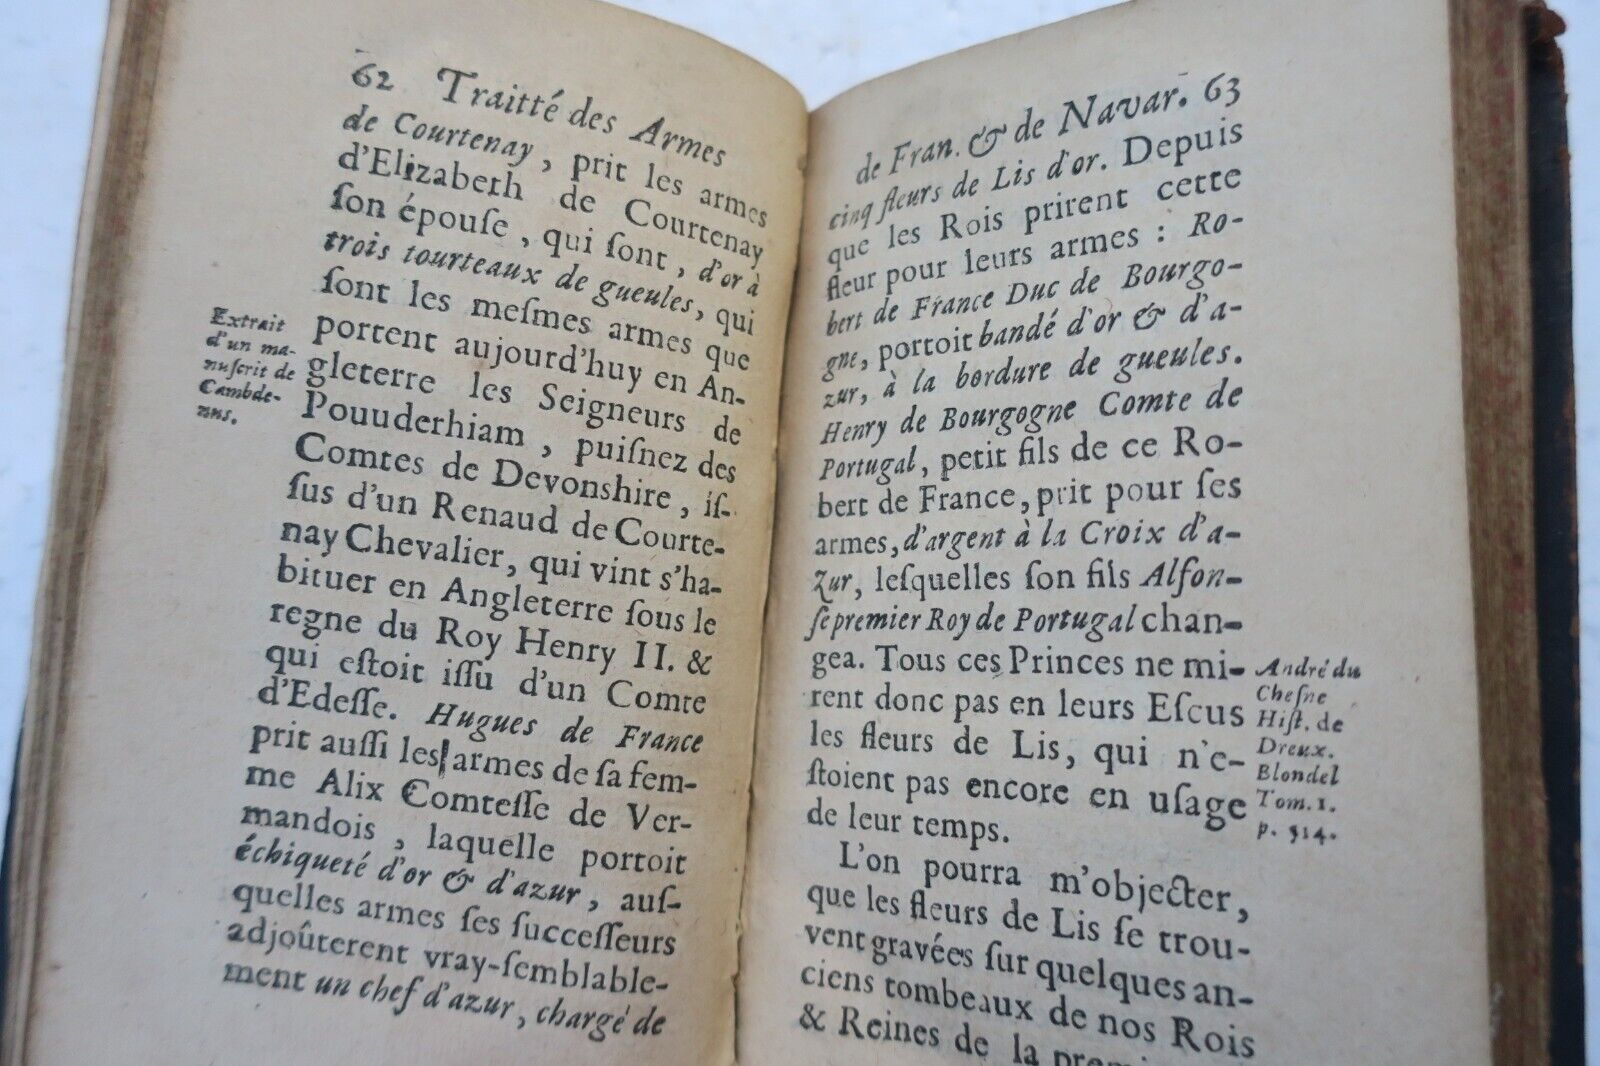 62 Traitté des Armes
de Courtenay, prit les armes
d'Elizabeth de Courtenay
ſon épouſe, qui ſont, d'or à
trois tourteaux de gueules, qui
ſont les meſmes armes que
portent aujourd'huy en An-
gleterre les Seigneurs de
Pouuderhiam, puiſnez des
Comtes de Devonshire, iſ-
ſus d'un Renaud de Courte-
nay Chevalier, qui vint s'ha-
bituer en Angleterre ſous le
regne du Roy Henry II. &
qui eſtoit iſſu d'un Comte
d'Edeſſe. Hugues de France
prit auſſi les armes de ſa fem-
me Alix Comteſſe de Ver-
mandois, laquelle portoit
échiqueté d'or & d'azur, auſ-
quelles armes ſes ſucceſſeurs
adjoûterent vray-ſemblable-
ment un chef d'azur, chargé de
Extrait
d'un ma-
nuſcrit de
Cambde-
nus.
de Fran. & de Navar. 63
cinq fleurs de Lis d'or. Depuis
que les Rois prirent cette
fleur pour leurs armes : Ro-
bert de France Duc de Bourgo-
gne, portoit bandé d'or & d'a-
zur, à la bordure de gueules.
Henry de Bourgogne Comte de
Portugal, petit fils de ce Ro-
bert de France, prit pour ſes
armes, d'argent à la Croix d'a-
zur, leſquelles ſon fils Alfon-
ſe premier Roy de Portugal chan-
gea. Tous ces Princes ne mi-
rent donc pas en leurs Eſcus
les fleurs de Lis, qui n'e-
ſtoient pas encore en uſage
de leur temps.
L'on pourra m'objecter,
que les fleurs de Lis ſe trou-
vent gravées ſur quelques an-
ciens tombeaux de nos Rois
& Reines de la
André du
Cheſne
Hiſt. de
Dreux.
Blondel
Tom. 1.
p. 314.